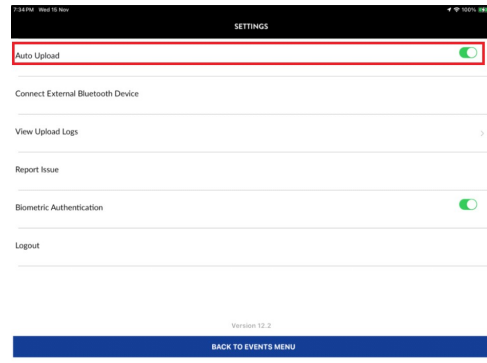 7:34 PM Wed 15 Nov
100%
SETTINGS
Auto Upload
Connect External Bluetooth Device
View Upload Logs
Report Issue
Biometric Authentication
Logout
Version 12.2
BACK TO EVENTS MENU